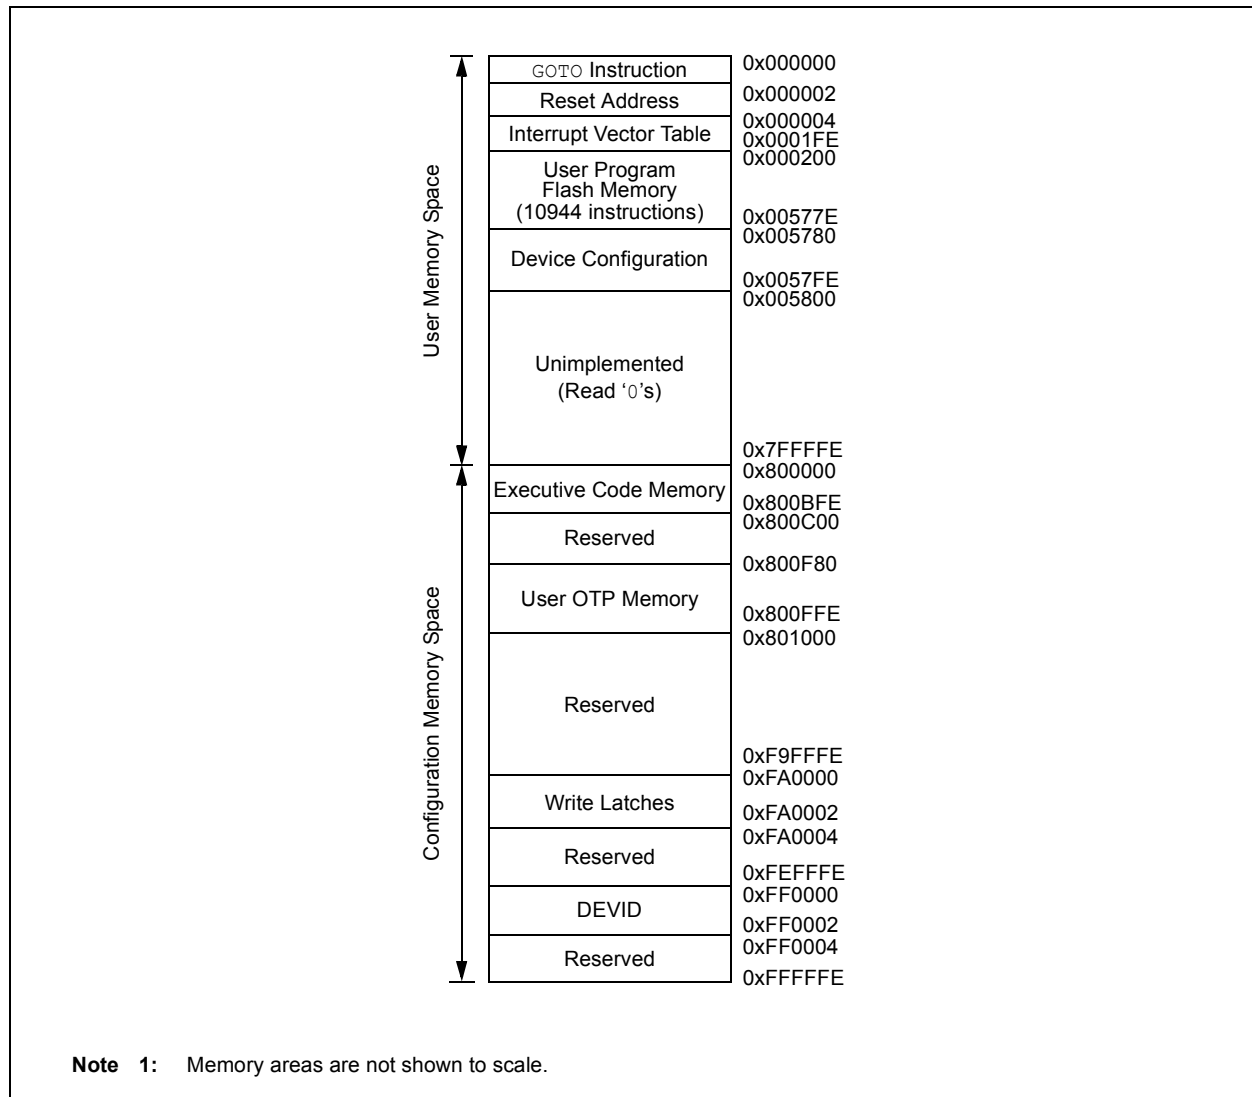 GOTO Instruction
0x000000
Reset Address
0x000002
0x000004
Interrupt Vector Table
0x0001FE
0x000200
User Program
Flash Memory
(10944 instructions)
0x00577E
0x005780
Device Configuration
0x0057FE
0x005800
User Memory Space
Unimplemented
(Read ‘0’s)
0x7FFFFE
0x800000
Executive Code Memory
0x800BFE
0x800C00
Reserved
0x800F80
User OTP Memory
0x800FFE
0x801000
Configuration Memory Space
Reserved
0xF9FFFE
0xFA0000
Write Latches
0xFA0002
0xFA0004
Reserved
0xFEFFFE
0xFF0000
DEVID
0xFF0002
0xFF0004
Reserved
0xFFFFFE
Note 1: Memory areas are not shown to scale.